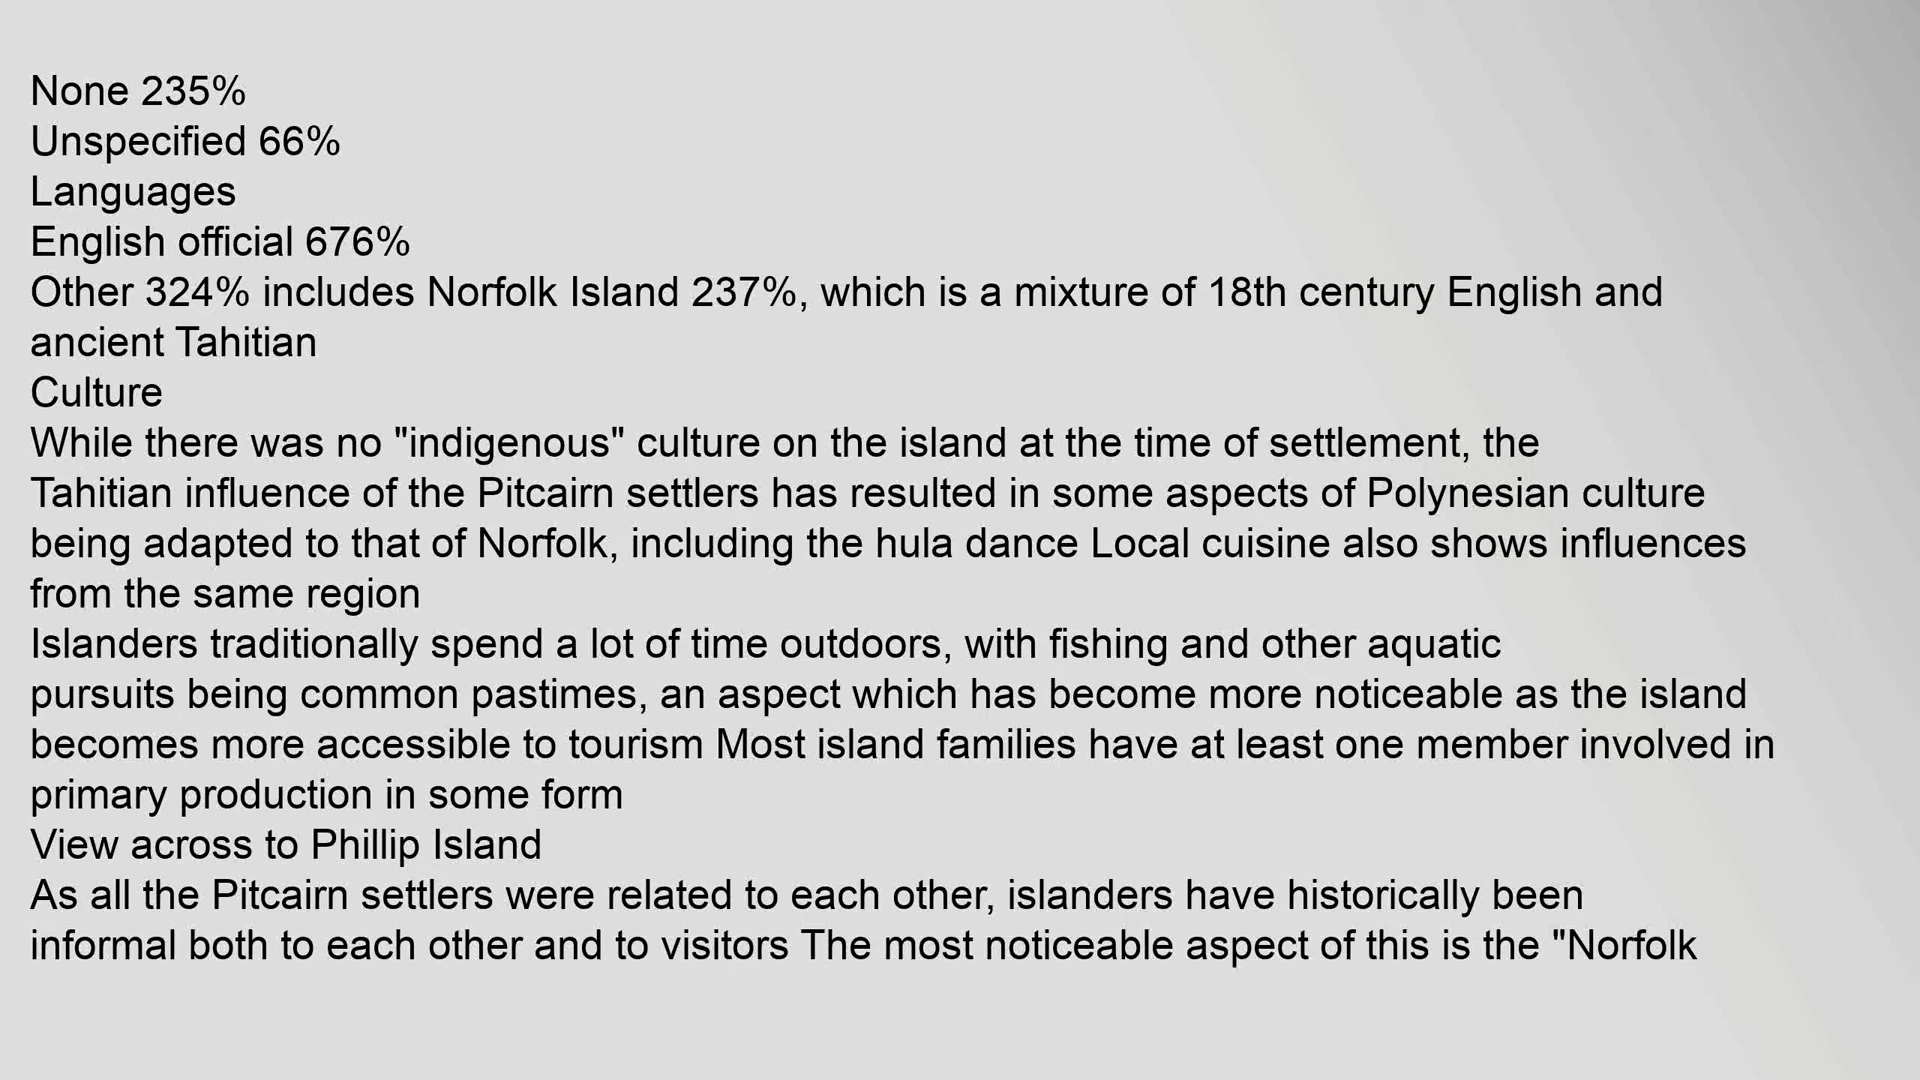 None 235%
Unspecified 66%
Languages
English official 676%
Other 324% includes Norfolk Island 237%, which is a mixture of 18th century English and
ancient Tahitian
Culture
While there was no "indigenous" culture on the island at the time of settlement, the
Tahitian influence of the Pitcairn settlers has resulted in some aspects of Polynesian culture
being adapted to that of Norfolk, including the hula dance Local cuisine also shows influences
from the same region
Islanders traditionally spend a lot of time outdoors, with fishing and other aquatic
pursuits being common pastimes, an aspect which has become more noticeable as the island
becomes more accessible to tourism Most island families have at least one member involved in
primary production in some form
View across to Phillip Island
As all the Pitcairn settlers were related to each other, islanders have historically been
informal both to each other and to visitors The most noticeable aspect of this is the "Norfolk